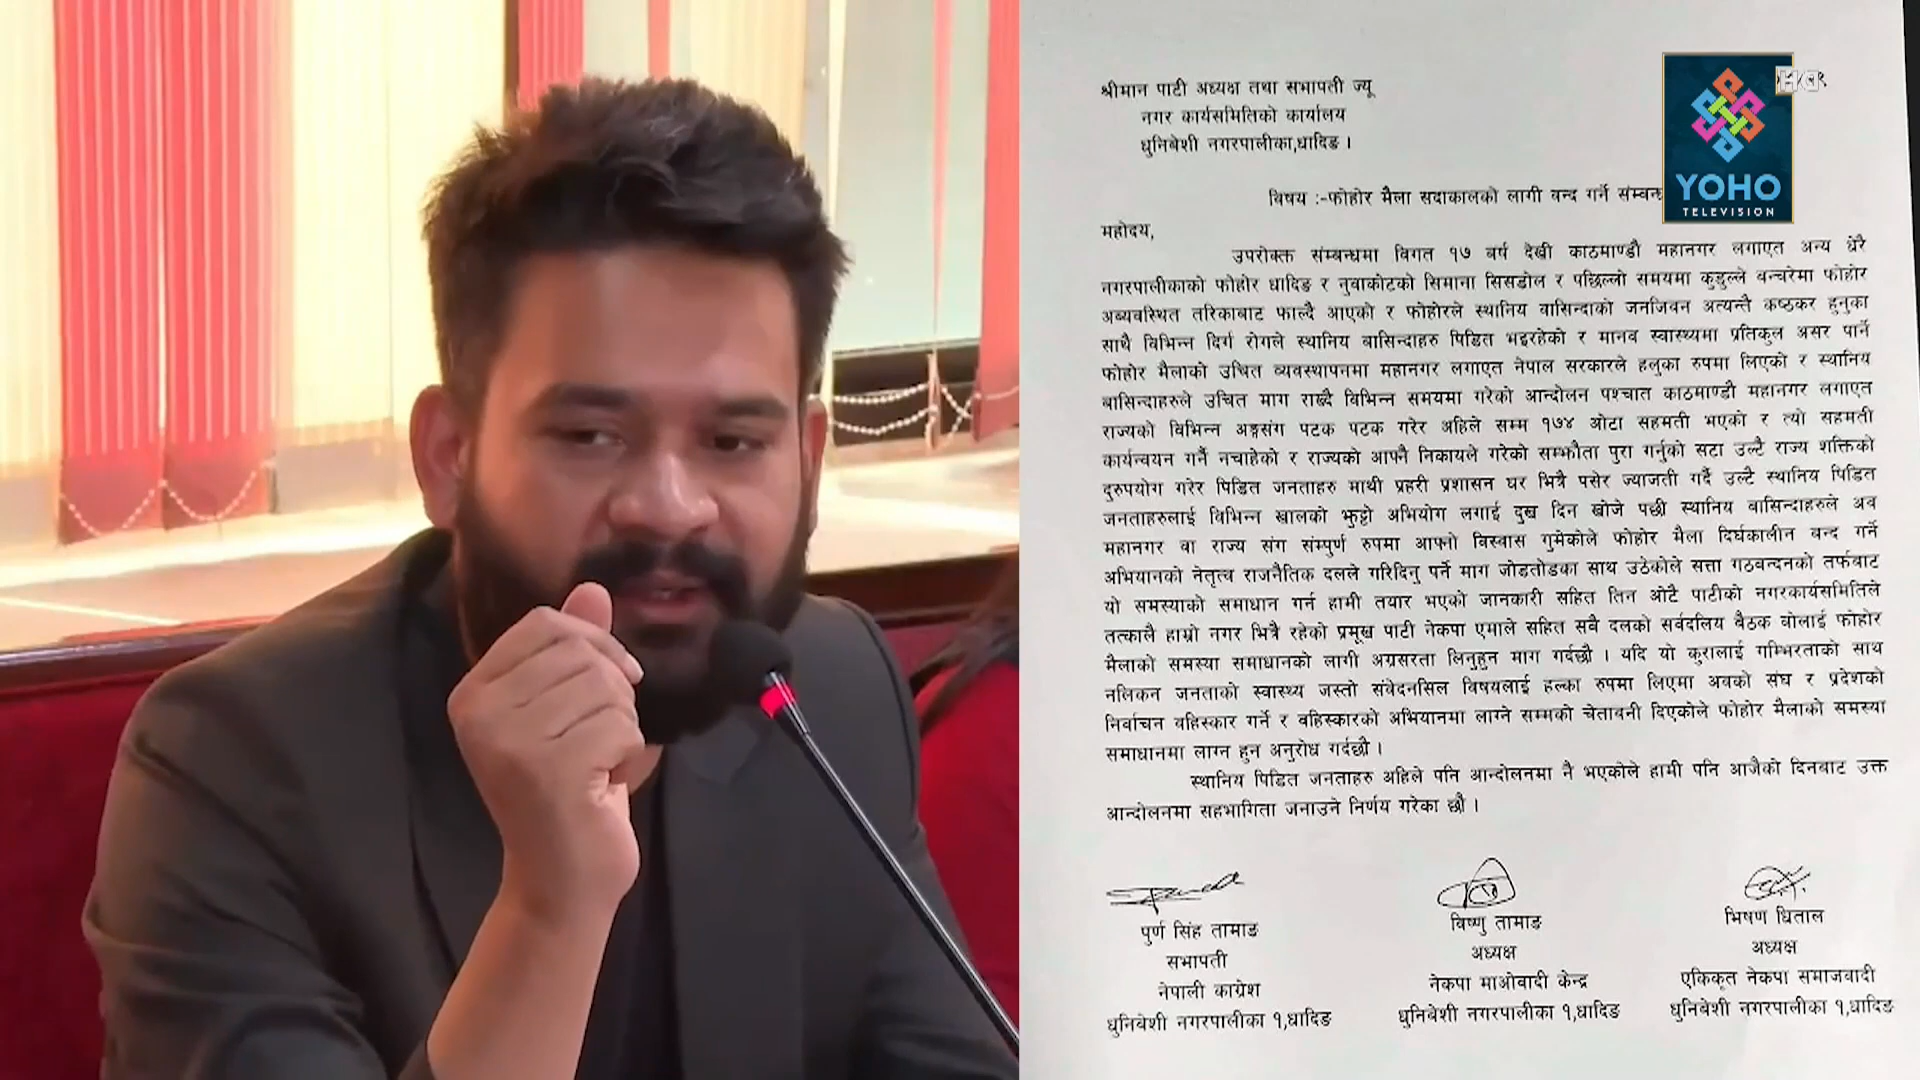 श्रीमान पाटी अध्यक्ष तथा सभापती ज्यू
नगर कार्यसमितिको कार्यालय
धुनिबेशी नगरपालीका,धादिङ ।
विषय :-फोहोर मैला सदाकालको लागी बन्द गर्ने
महोदय,
उपरोक्त संम्बन्धमा विगत १७ बर्ष देखी काठमाण्डौ महानगर लगाएत अन्य धेरै
नगरपालीकाको फोहोर धादिङ र नुवाकोटको सिमाना सिसडोल र पछिल्लो समयमा कुडुल्ले बन्चरेमा फोहोर
अब्यवस्थित तरिकाबाट फाल्दै आएको र फोहोरले स्थानिय वासिन्दाको जनजिवन अत्यन्तै कष्ठकर हुनुका
साथै विभिन्न दिर्ग रोगले स्थानिय बासिन्दाहरु पिडित भइरहेको र मानव स्वास्थ्यमा प्रतिकुल असर पार्ने
फोहोर मैलाको उचित व्यवस्थापनमा महानगर लगाएत नेपाल सरकारले हलुका रुपमा लिएको र स्थानिय
बासिन्दाहरुले उचित माग राख्दै विभिन्न समयमा गरेको आन्दोलन पश्चात काठमाण्डौ महानगर लगाएत
राज्यको विभिन्न अङ्गसंग पटक पटक गरेर अहिले सम्म १७४ ओटा सहमती भएको र त्यो सहमती
कार्यन्वयन गर्नै नचाहेको र राज्यको आफ्नै निकायले गरेको सम्झौता पुरा गर्नुको सटा उल्टै राज्य शक्तिको
दुरुपयोग गरेर पिडित जनताहरु माथी प्रहरी प्रशासन घर भित्रै पसेर ज्याजती गर्दै उल्टै स्थानिय पिडित
जनताहरुलाई विभिन्न खालको झुट्टो अभियोग लगाई दुख दिन खोजे पछी स्थानिय बासिन्दाहरुले अब
महानगर वा राज्य संग संम्पुर्ण रुपमा आफ्नो विस्वास गुमेकोले फोहोर मैला दिर्घकालीन बन्द गर्ने
अभियानको नेतृत्व राजनैतिक दलले गरिदिनु पर्ने माग जोडतोडका साथ उठेकोले सत्ता गठबन्दनको तर्फबाट
यो समस्याको समाधान गर्न हामी तयार भएको जानकारी सहित तिन ओटै पाटीको नगरकार्यसमितिले
तत्कालै हाम्रो नगर भित्रै रहेको प्रमूख पाटी नेकपा एमाले सहित सबै दलको सर्वदलिय बैठक बोलाई फोहोर
मैलाको समस्या समाधानको लागी अग्रसरता लिनुहुन माग गर्दछौ । यदि यो कुरालाई गम्भिरताको साथ
नलिकन जनताको स्वास्थ्य जस्तो संवेदनसिल विषयलाई हल्का रुपमा लिएमा अबको संघ र प्रदेशको
निर्वाचन वहिस्कार गर्ने र बहिस्कारको अभियानमा लाग्ने सम्मको चेतावनी दिएकोले फोहोर मैलाको समस्या
समाधानमा लाग्न हुन अनुरोध गर्दछौ ।
स्थानिय पिडित जनताहरु अहिले पनि आन्दोलनमा नै भएकोले हामी पनि आजैको दिनबाट उक्त
आन्दोलनमा सहभागिता जनाउने निर्णय गरेका छौ ।
पुर्ण सिंह तामाङ
सभापती
नेपाली काग्रेश
धुनिबेशी नगरपालीका १,धादिङ
विष्णु तामाङ
अध्यक्ष
नेकपा माओवादी केन्द्र
धुनिबेशी नगरपालीका १,धादिङ
भिषण धिताल
अध्यक्ष
एकिकृत नेकपा समाजवादी
धुनिबेशी नगरपालीका १,धादिङ
HD
YOHO
TELEVISION